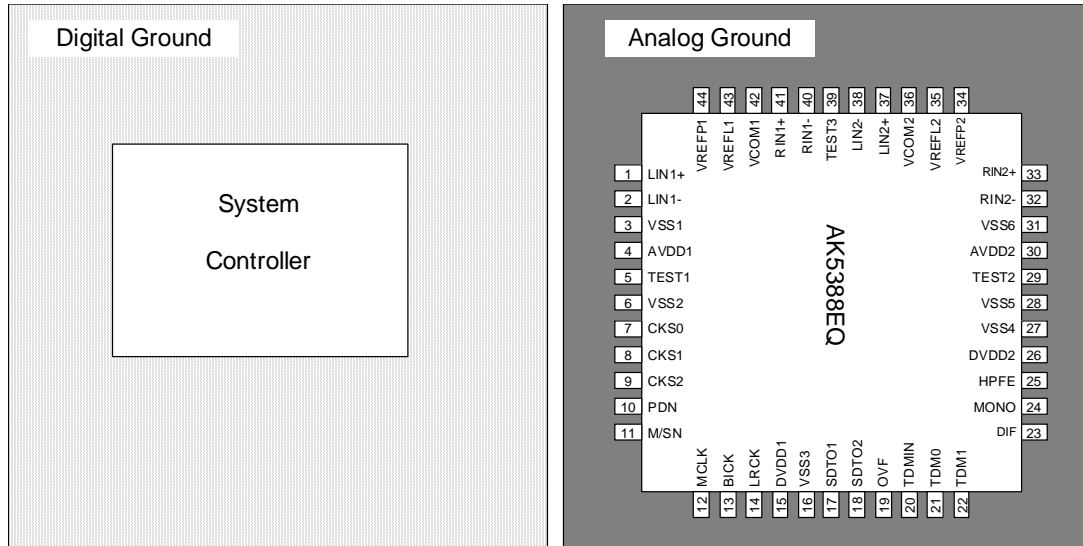 Digital Ground
System
Controller
Analog Ground
44 43 42 41 40 39 38 37 36 35 34
VREFP1 VREFL1 VCOM1 RIN1+ RIN1- TEST3 LIN2- LIN2+ VCOM2 VREFL2 VREFP2
1 LIN1+
2 LIN1-
3 VSS1
4 AVDD1
5 TEST1
6 VSS2
7 CKS0
8 CKS1
9 CKS2
10 PDN
11 M/SN
AK5388EQ
RIN2+ 33
RIN2- 32
VSS6 31
AVDD2 30
TEST2 29
VSS5 28
VSS4 27
DVDD2 26
HPFE 25
MONO 24
DIF 23
MCLK BICK LRCK DVDD1 VSS3 SDTO1 SDTO2 OVF TDMIN TDM0 TDM1
12 13 14 15 16 17 18 19 20 21 22